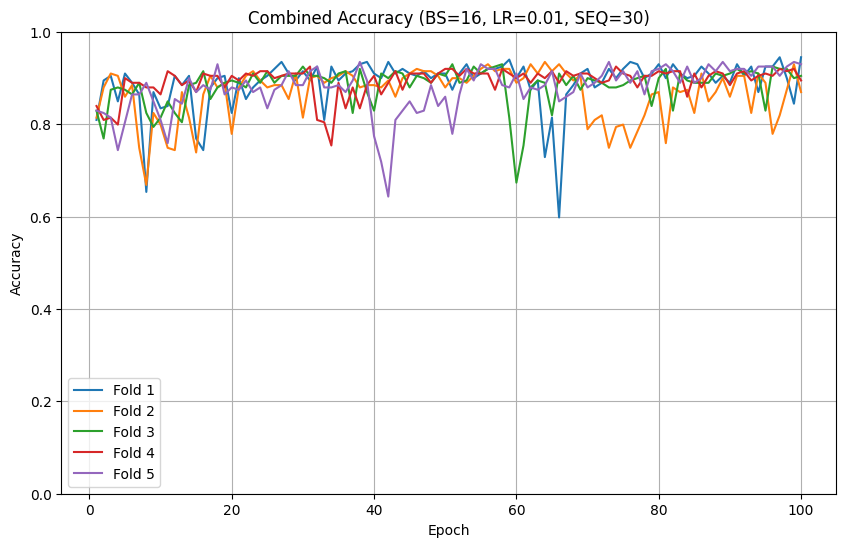 Combined Accuracy (BS=16, LR=0.01, SEQ=30)
1.0
0.8
0.6
0.4
0.2
0.0
Accuracy
Fold 1
Fold 2
Fold 3
Fold 4
Fold 5
0 20 40 60 80 100
Epoch